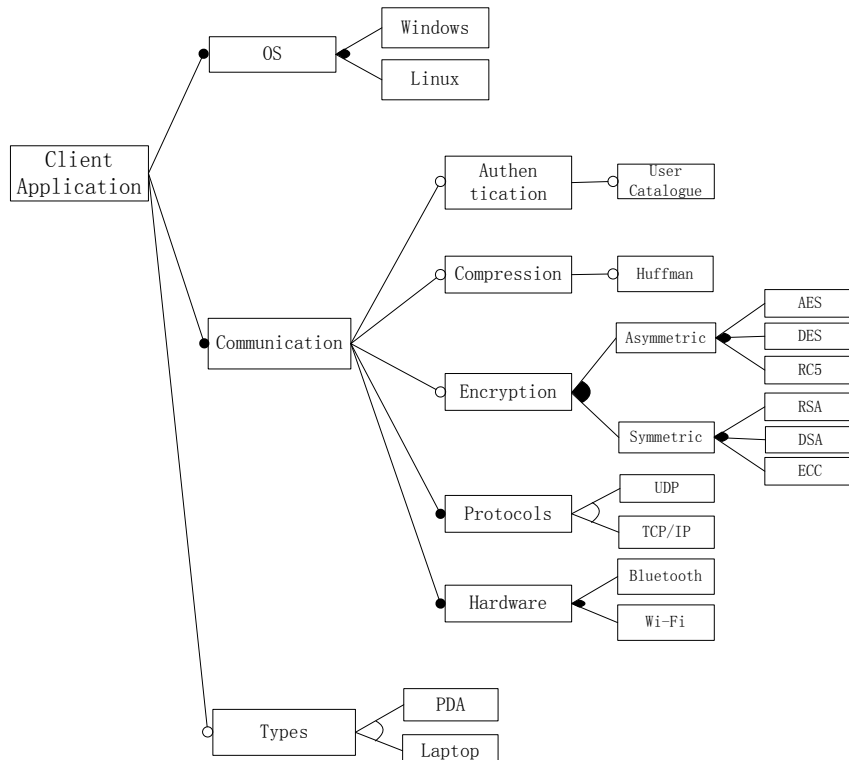 Windows
OS
Linux
Client
Application
Authen
tication
User
Catalogue
Compression
Huffman
Communication
Encryption
Asymmetric
AES
DES
RC5
Symmetric
RSA
DSA
ECC
Protocols
UDP
TCP/IP
Hardware
Bluetooth
Wi-Fi
Types
PDA
Laptop